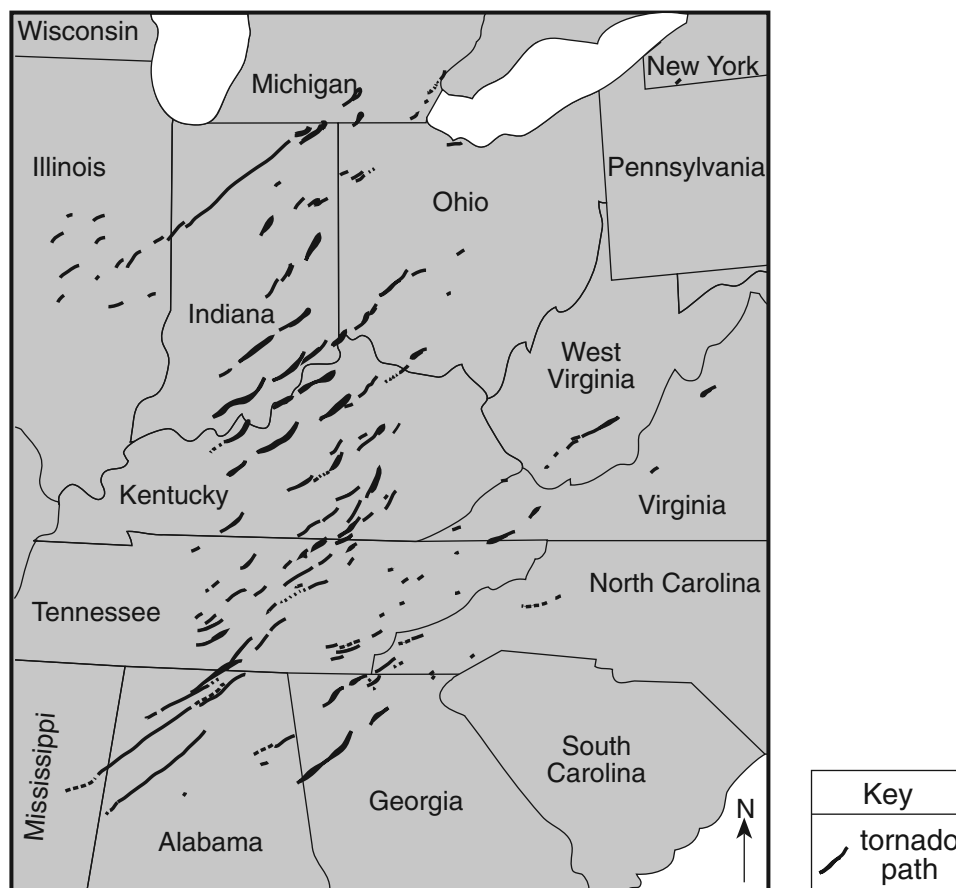 Wisconsin
Michigan
New York
Illinois
Pennsylvania
Ohio
Indiana
West
Virginia
Kentucky
Virginia
North Carolina
Tennessee
Mississippi
South
Carolina
Georgia
Alabama
N
Key
tornado
path